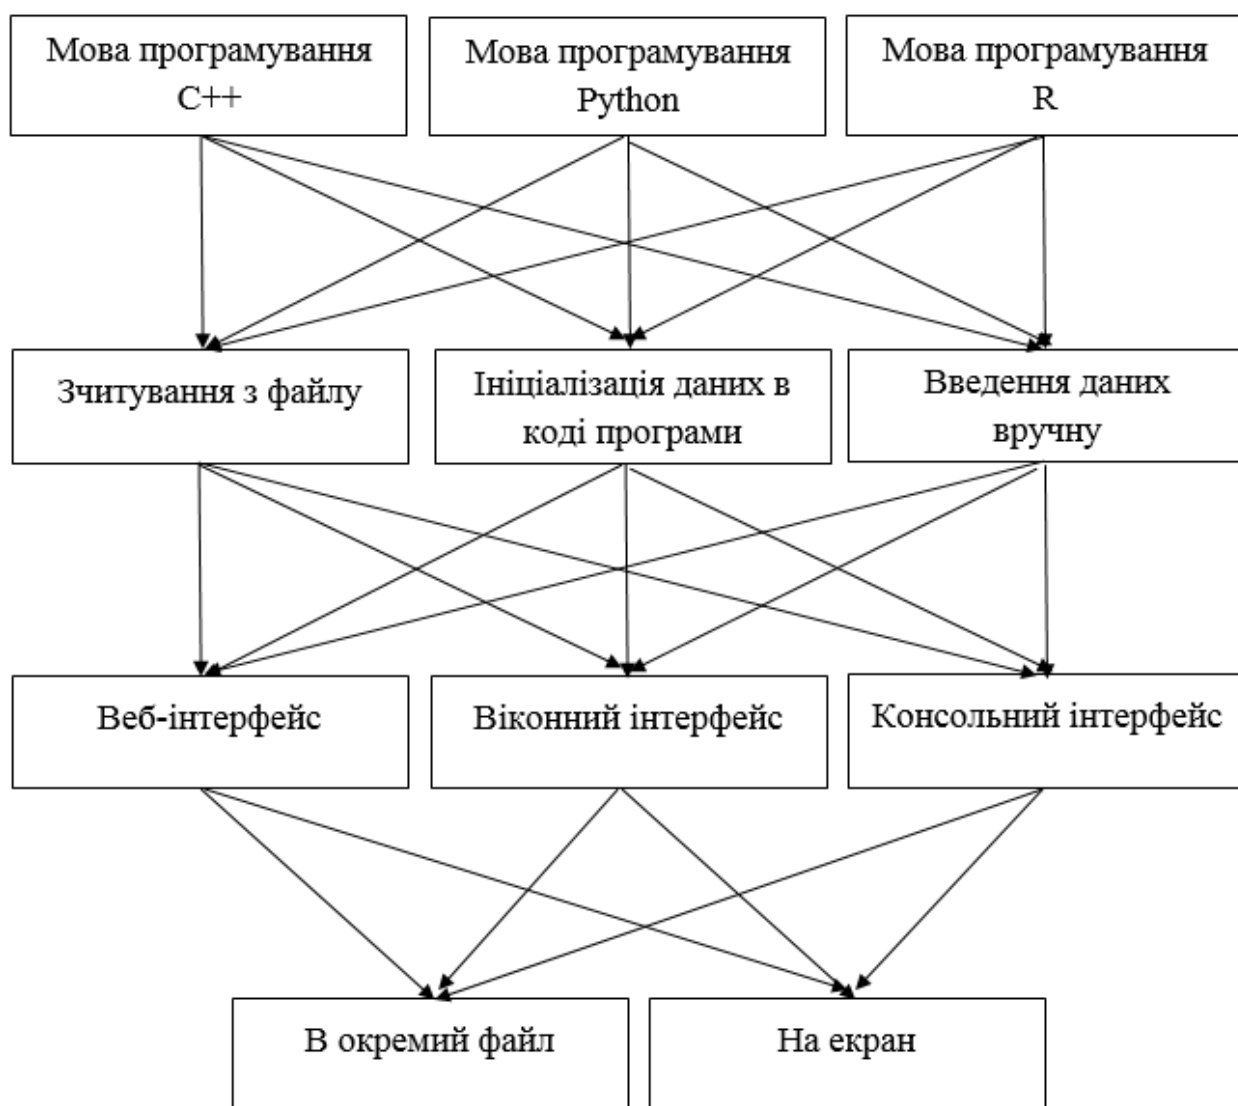 Мова програмування
C++
Мова програмування
Python
Мова програмування
R
Зчитування з файлу
Ініціалізація даних в
коді програми
Введення даних
вручну
Веб-інтерфейс
Віконний інтерфейс
Консольний інтерфейс
В окремий файл
На екран